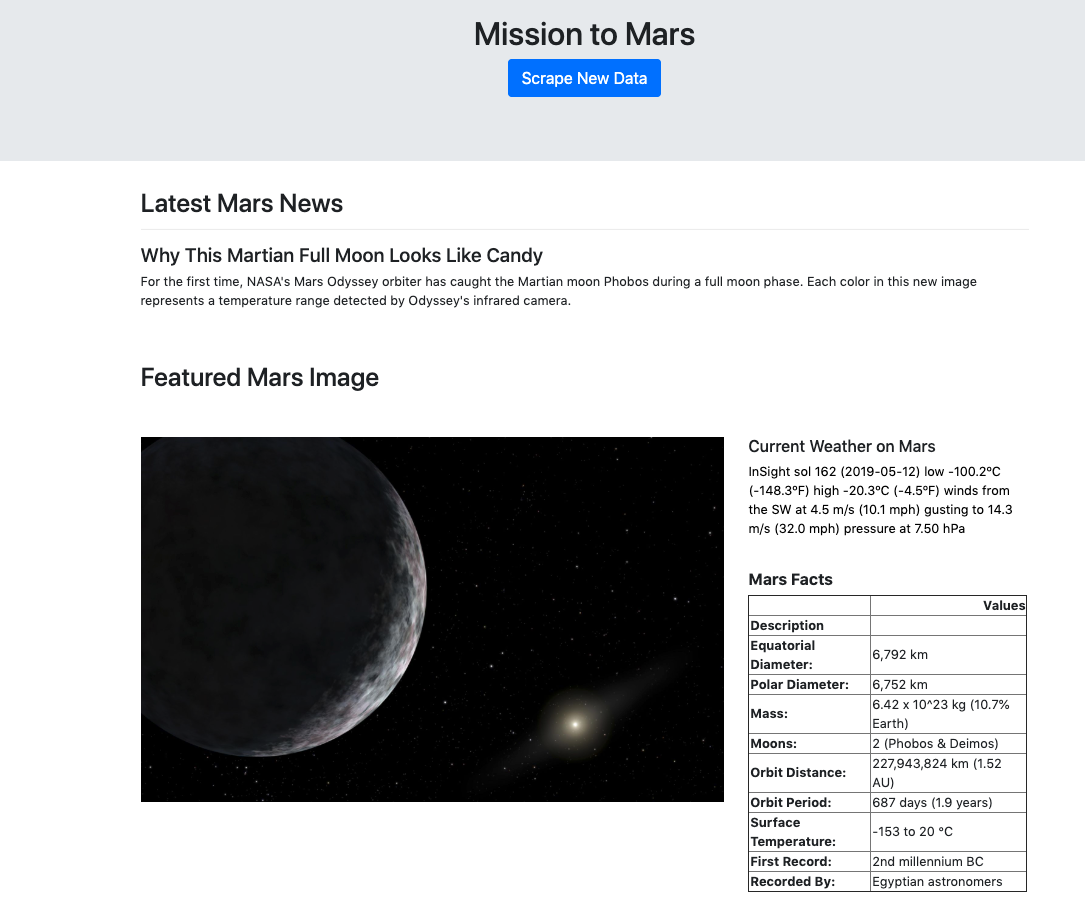 Mission to Mars
Scrape New Data
Latest Mars News
Why This Martian Full Moon Looks Like Candy
For the first time, NASA's Mars Odyssey orbiter has caught the Martian moon Phobos during a full moon phase. Each color in this new image
represents a temperature range detected by Odyssey's infrared camera.
Featured Mars Image
Current Weather on Mars
InSight sol 162 (2019-05-12) low -100.2ºC
(-148.3ºF) high -20.3ºC (-4.5ºF) winds from
the SW at 4.5 m/s (10.1 mph) gusting to 14.3
m/s (32.0 mph) pressure at 7.50 hPa
Mars Facts
Values
Description
Equatorial
Diameter:
6,792 km
Polar Diameter: 6,752 km
Mass:
6.42 x 10^23 kg (10.7%
Earth)
Moons: 2 (Phobos & Deimos)
Orbit Distance:
227,943,824 km (1.52
AU)
Orbit Period: 687 days (1.9 years)
Surface
Temperature:
-153 to 20 °C
First Record: 2nd millennium BC
Recorded By: Egyptian astronomers